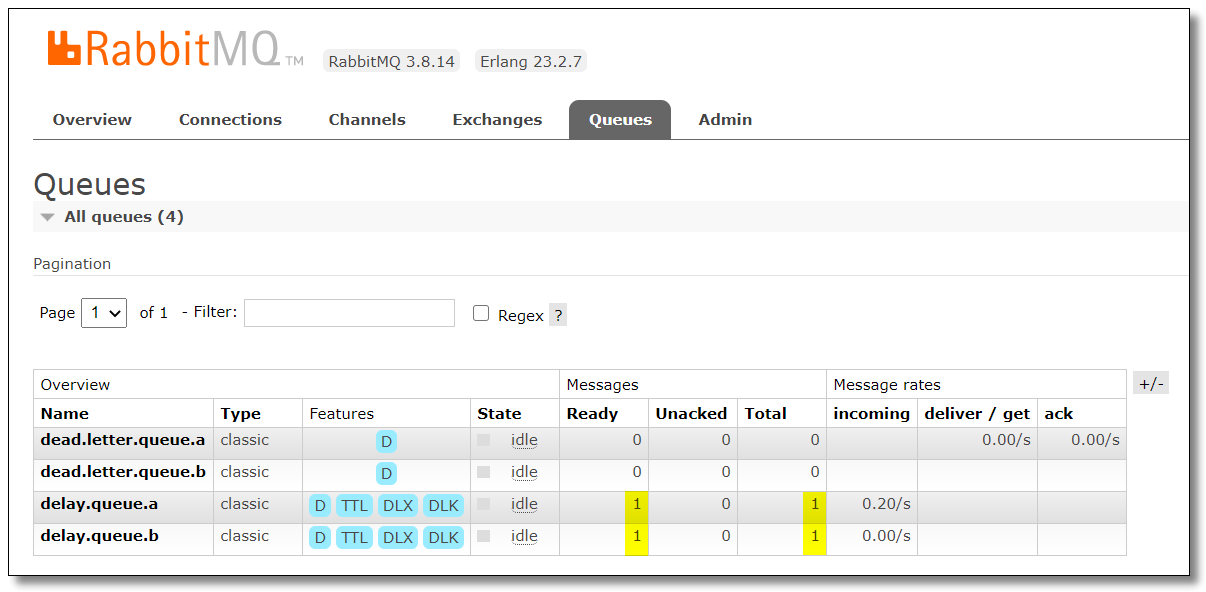 RabbitMQ TM RabbitMQ 3.8.14 Erlang 23.2.7
Overview Connections Channels Exchanges Queues Admin
Queues
All queues (4)
Pagination
Page 1 of 1 - Filter: Regex ?
Overview Messages Message rates +/-
Name Type Features State Ready Unacked Total incoming deliver / get ack
dead.letter.queue.a classic D idle 0 0 0 0.00/s 0.00/s
dead.letter.queue.b classic D idle 0 0 0
delay.queue.a classic D TTL DLX DLK idle 1 0 1 0.20/s
delay.queue.b classic D TTL DLX DLK idle 1 0 1 0.00/s